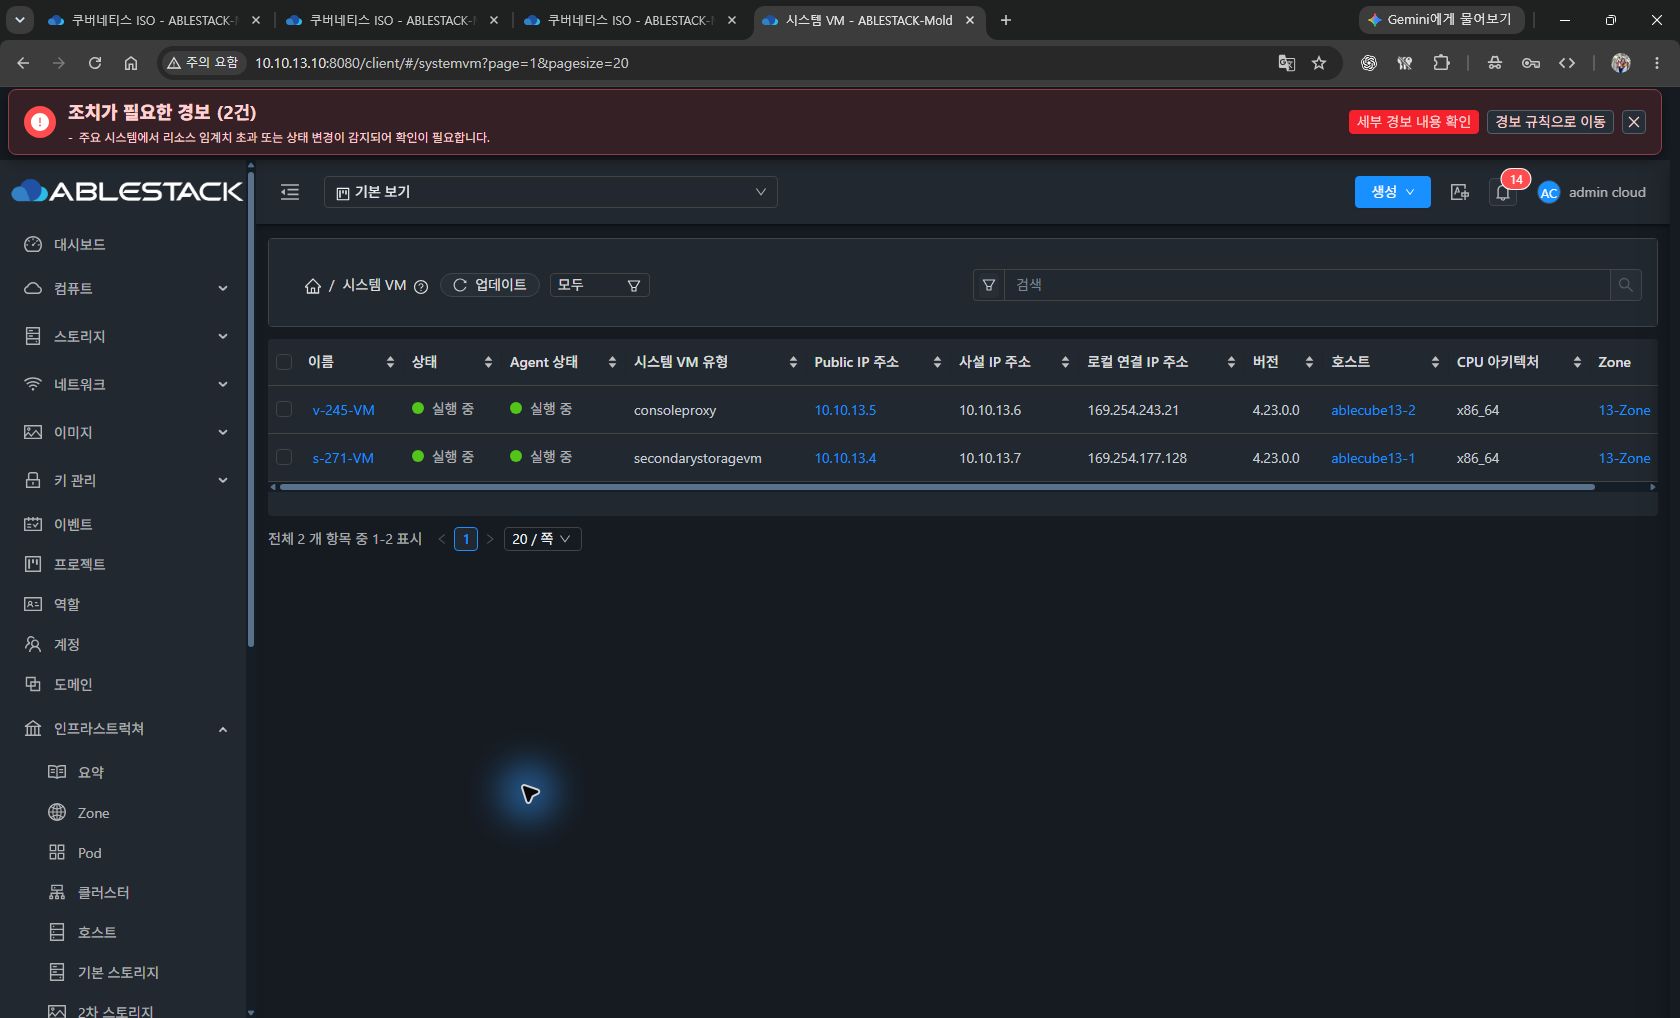 쿠버네티스 ISO - ABLESTACK-M
쿠버네티스 ISO - ABLESTACK-
쿠버네티스 ISO - ABLESTACK-M
시스템 VM - ABLESTACK-Mold
Gemini에게 물어보기
주의 요함
10.10.13.10:8080/client/#/systemvm?page=1&pagesize=20
조치가 필요한 경보 (2건)
- 주요 시스템에서 리소스 임계치 초과 또는 상태 변경이 감지되어 확인이 필요합니다.
세부 경보 내용 확인
경보 규칙으로 이동
ABLESTACK
기본 보기
생성
14
AC
admin cloud
대시보드
컴퓨트
스토리지
네트워크
이미지
키 관리
이벤트
프로젝트
역할
계정
도메인
인프라스트럭쳐
요약
Zone
Pod
클러스터
호스트
기본 스토리지
2차 스토리지
/ 시스템 VM
업데이트
모두
검색
이름 상태 Agent 상태 시스템 VM 유형 Public IP 주소 사설 IP 주소 로컬 연결 IP 주소 버전 호스트 CPU 아키텍처 Zone
v-245-VM 실행 중 실행 중 consoleproxy 10.10.13.5 10.10.13.6 169.254.243.21 4.23.0.0 ablecube13-2 x86_64 13-Zone
s-271-VM 실행 중 실행 중 secondarystoragevm 10.10.13.4 10.10.13.7 169.254.177.128 4.23.0.0 ablecube13-1 x86_64 13-Zone
전체 2 개 항목 중 1-2 표시 < 1 > 20 / 쪽